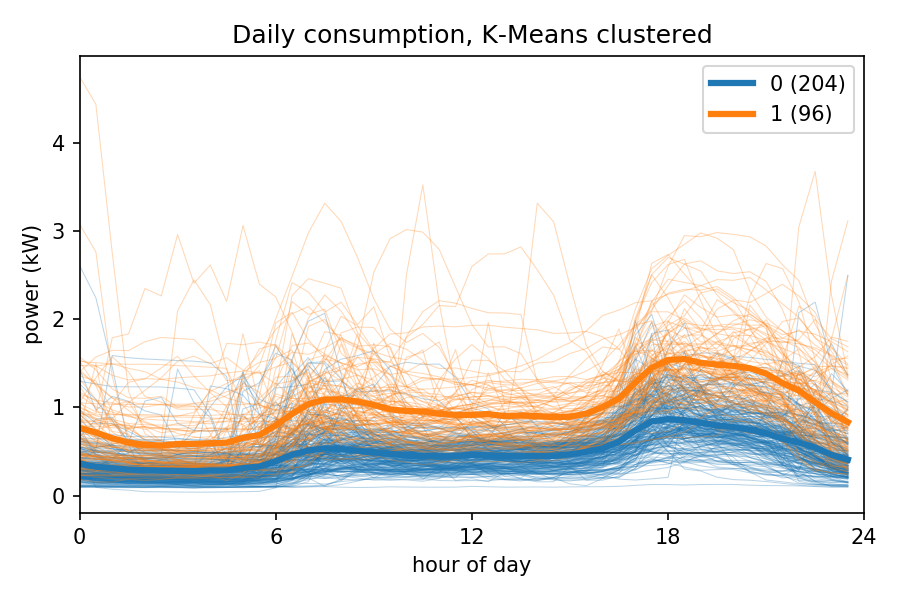 Daily consumption, K-Means clustered
0 (204)
1 (96)
power (kW)
4
3
2
1
0
0 6 12 18 24
hour of day